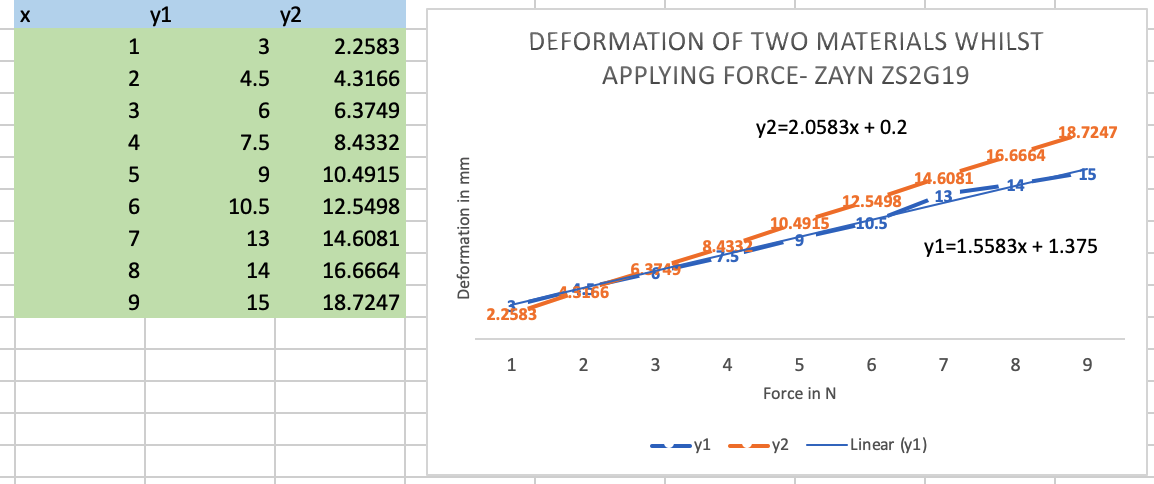 x y1 y2
1 3 2.2583
2 4.5 4.3166
3 6 6.3749
4 7.5 8.4332
5 9 10.4915
6 10.5 12.5498
7 13 14.6081
8 14 16.6664
9 15 18.7247
DEFORMATION OF TWO MATERIALS WHILST
APPLYING FORCE- ZAYN ZS2G19
y2=2.0583x + 0.2
18.7247
16.6664
15
14.6081
14
13
12.5498
10.5
10.4915
9
y1=1.5583x + 1.375
8.4332
7.5
6.3749
6
4.5
4.3166
3
2.2583
Deformation in mm
1 2 3 4 5 6 7 8 9
Force in N
y1 y2 Linear (y1)